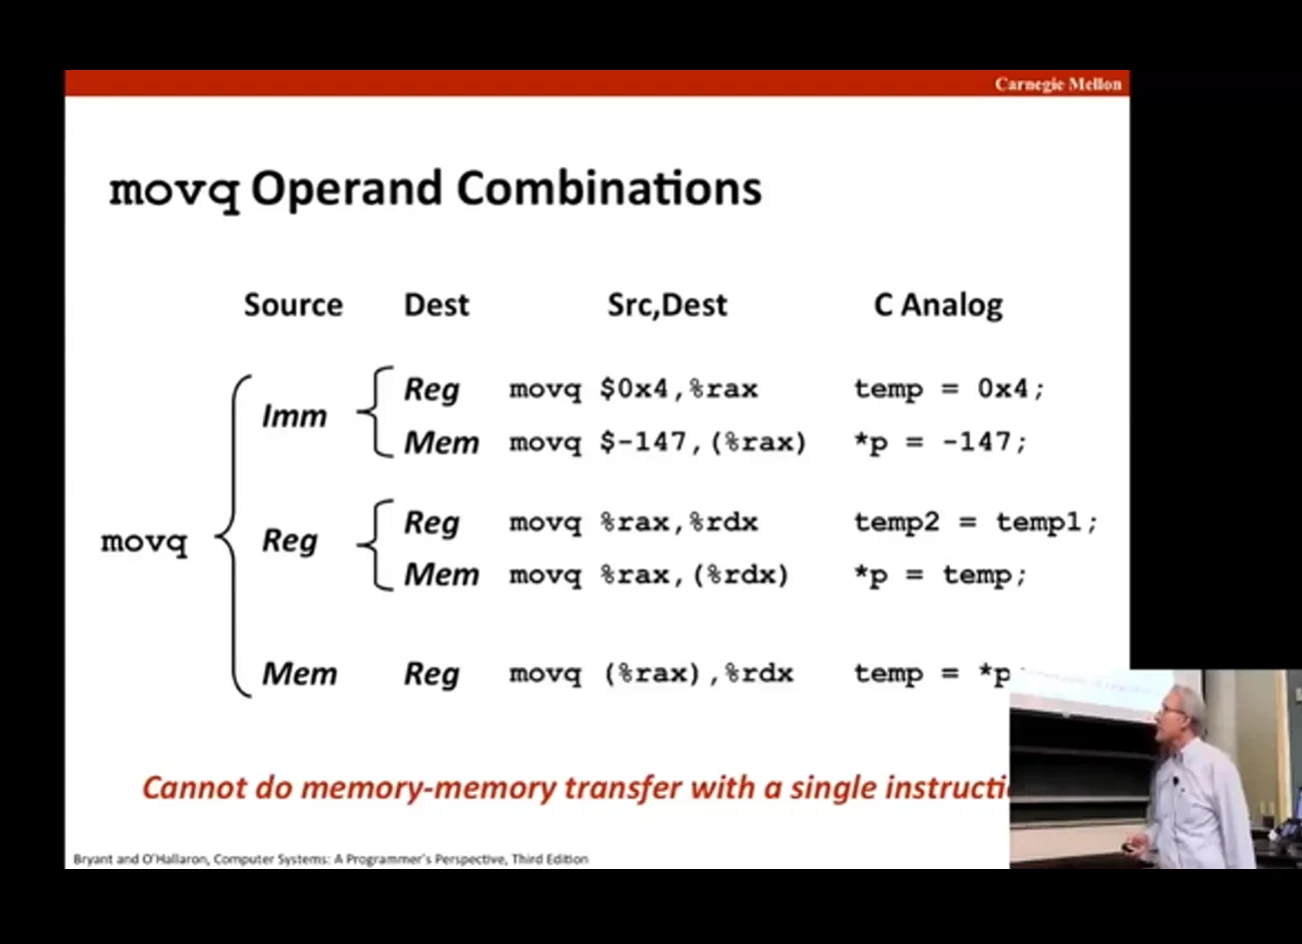 Carnegie Mellon
movq Operand Combinations
Source Dest Src,Dest C Analog
Imm
Reg movq $0x4,%rax temp = 0x4;
Mem movq $-147,(%rax) *p = -147;
movq
Reg
Reg movq %rax,%rdx temp2 = temp1;
Mem movq %rax,(%rdx) *p = temp;
Mem Reg movq (%rax),%rdx temp = *p
Cannot do memory-memory transfer with a single instructi
Bryant and O'Hallaron, Computer Systems: A Programmer's Perspective, Third Edition